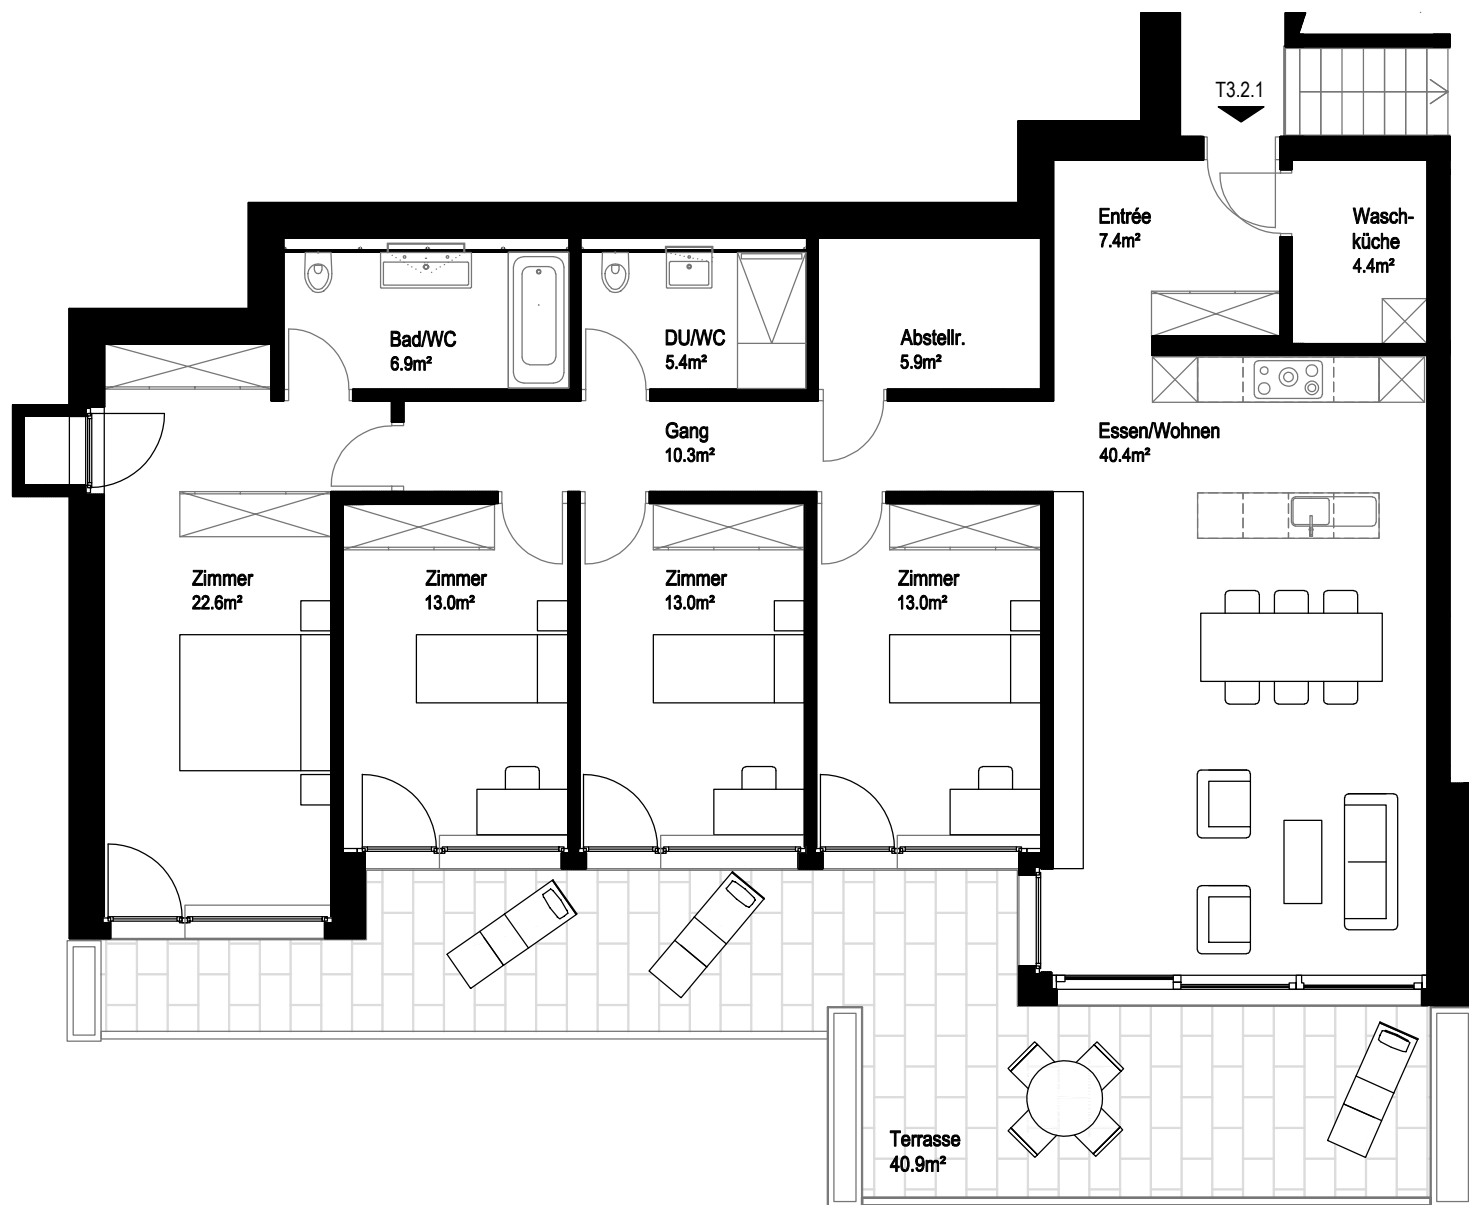 T3.2.1
Entrée
7.4m²
Wasch-
küche
4.4m²
Bad/WC
6.9m²
DU/WC
5.4m²
Abstellr.
5.9m²
Gang
10.3m²
Essen/Wohnen
40.4m²
Zimmer
22.6m²
Zimmer
13.0m²
Zimmer
13.0m²
Zimmer
13.0m²
Terrasse
40.9m²